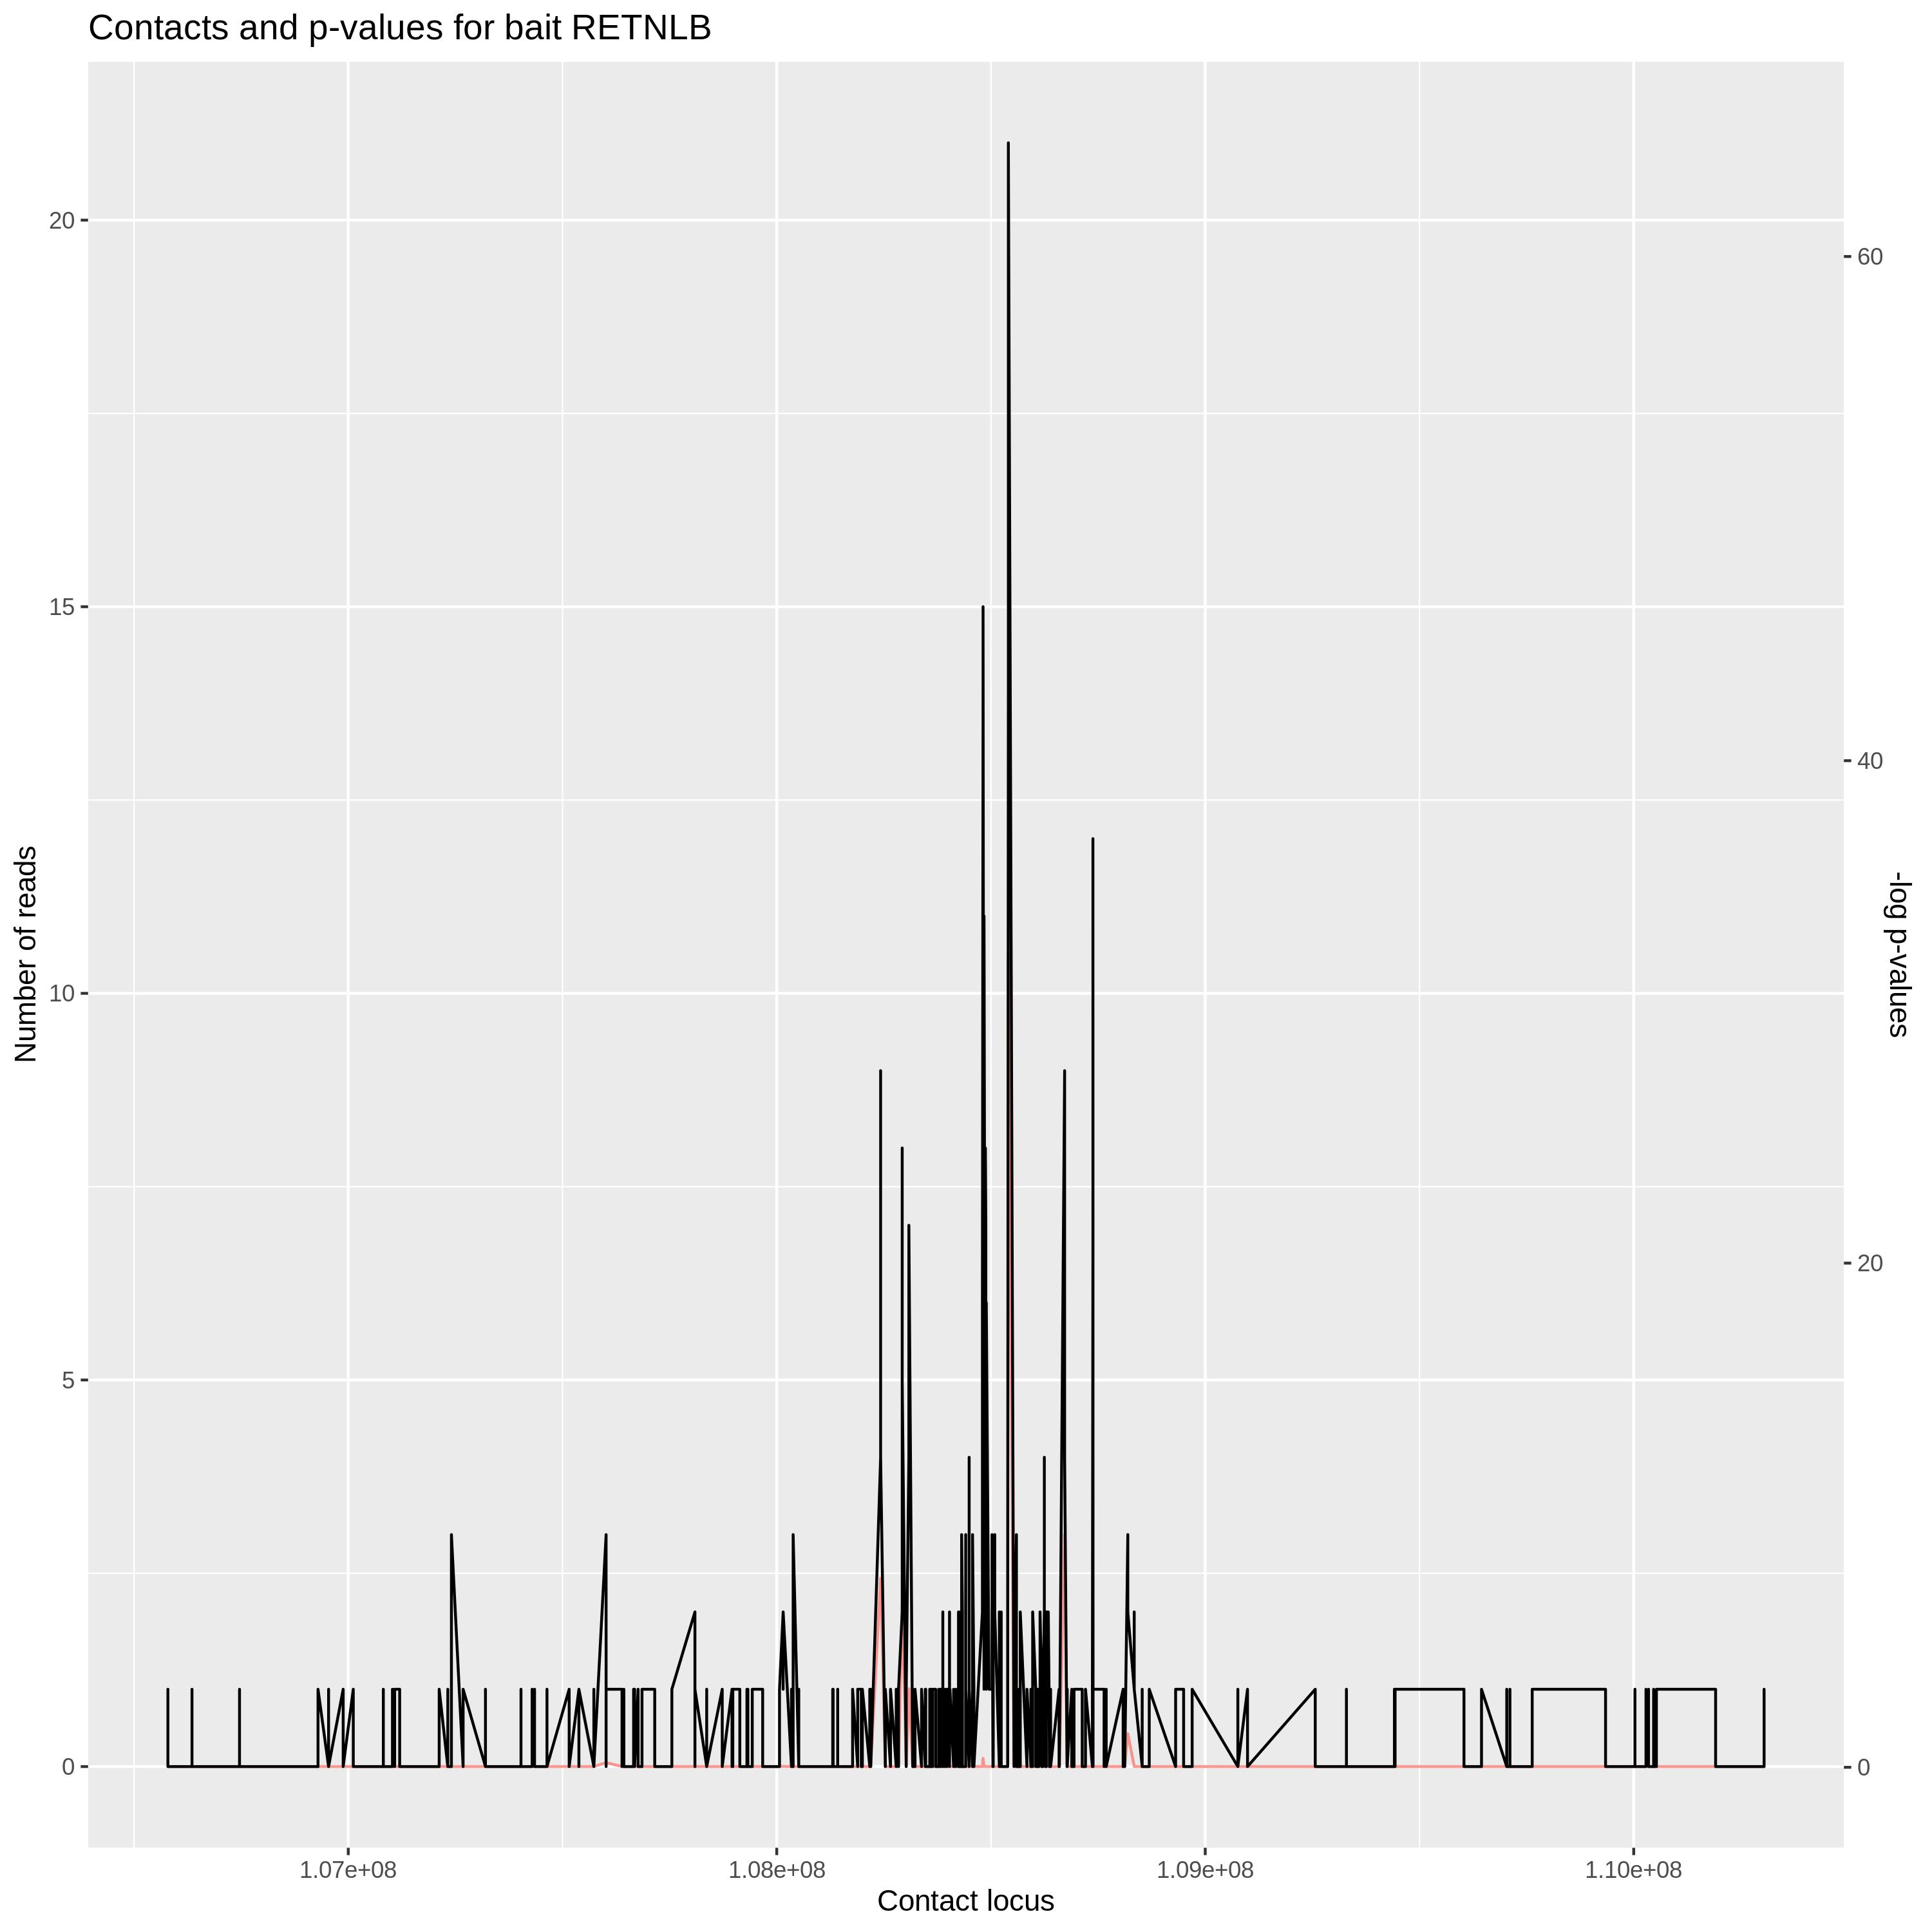 Contacts and p-values for bait RETNLB
20
15
10
5
0
Number of reads
60
40
20
0
-log p-values
1.07e+08 1.08e+08 1.09e+08 1.10e+08
Contact locus